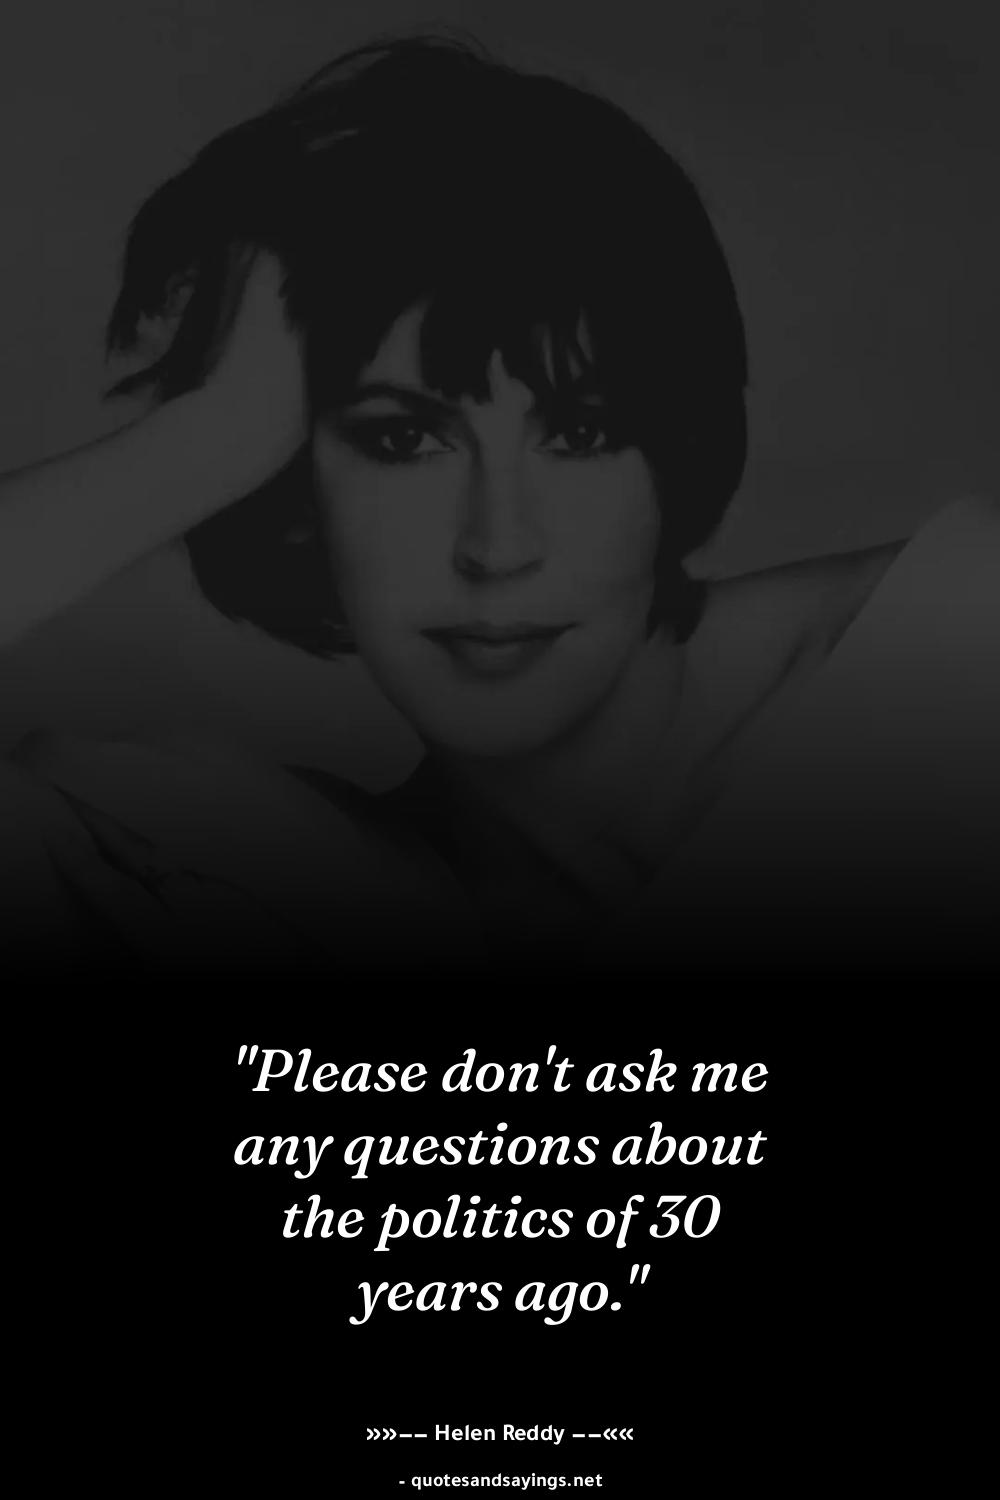 "Please don't ask me
any questions about
the politics of 30
years ago."
»»−− Helen Reddy −−««
- quotesandsayings.net